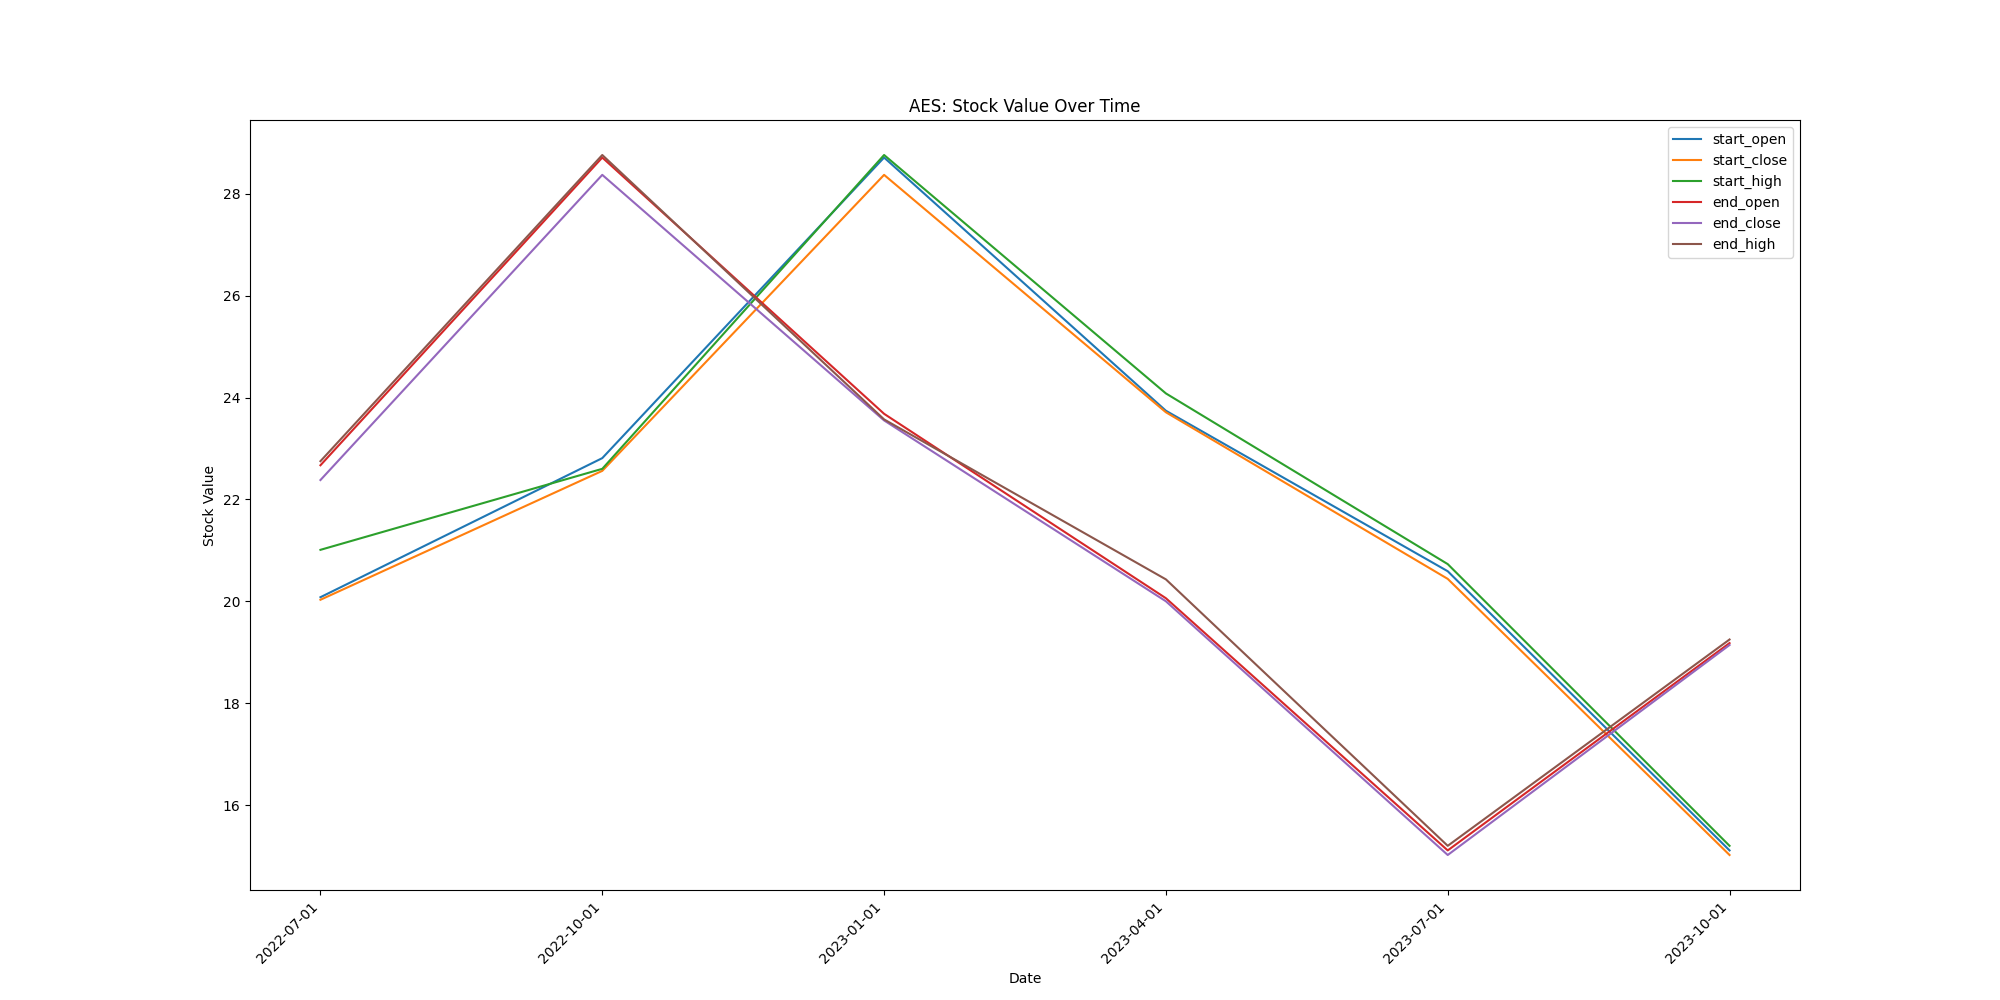 AES: Stock Value Over Time
start_open
start_close
start_high
end_open
end_close
end_high
Stock Value
28
26
24
22
20
18
16
2022-07-01
2022-10-01
2023-01-01
2023-04-01
2023-07-01
2023-10-01
Date